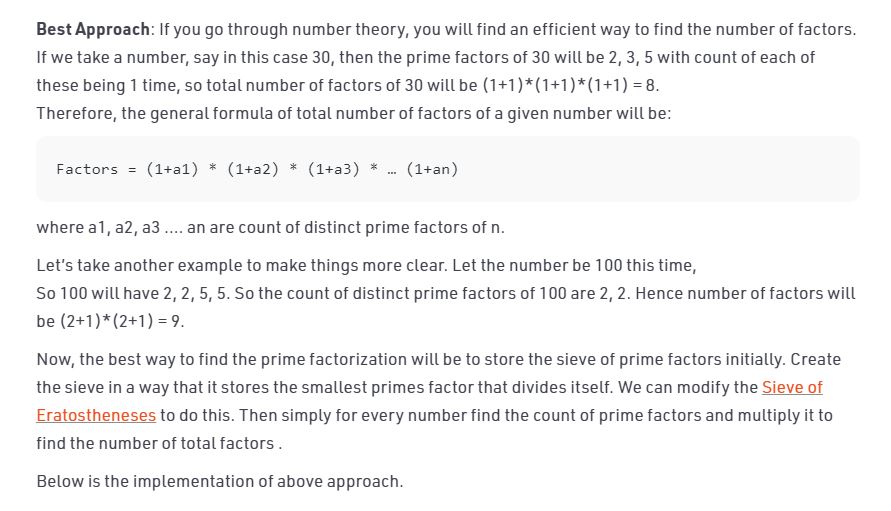 Best Approach: If you go through number theory, you will find an efficient way to find the number of factors.
If we take a number, say in this case 30, then the prime factors of 30 will be 2, 3, 5 with count of each of
these being 1 time, so total number of factors of 30 will be (1+1)*(1+1)*(1+1) = 8.
Therefore, the general formula of total number of factors of a given number will be:
Factors = (1+a1) * (1+a2) * (1+a3) * … (1+an)
where a1, a2, a3 …. an are count of distinct prime factors of n.
Let’s take another example to make things more clear. Let the number be 100 this time,
So 100 will have 2, 2, 5, 5. So the count of distinct prime factors of 100 are 2, 2. Hence number of factors will
be (2+1)*(2+1) = 9.
Now, the best way to find the prime factorization will be to store the sieve of prime factors initially. Create
the sieve in a way that it stores the smallest primes factor that divides itself. We can modify the Sieve of
Eratostheneses to do this. Then simply for every number find the count of prime factors and multiply it to
find the number of total factors .
Below is the implementation of above approach.